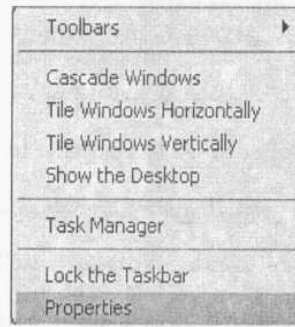 Toolbars
Cascade Windows
Tile Windows Horizontally
Tile Windows Vertically
Show the Desktop
Task Manager
Lock the Taskbar
Properties